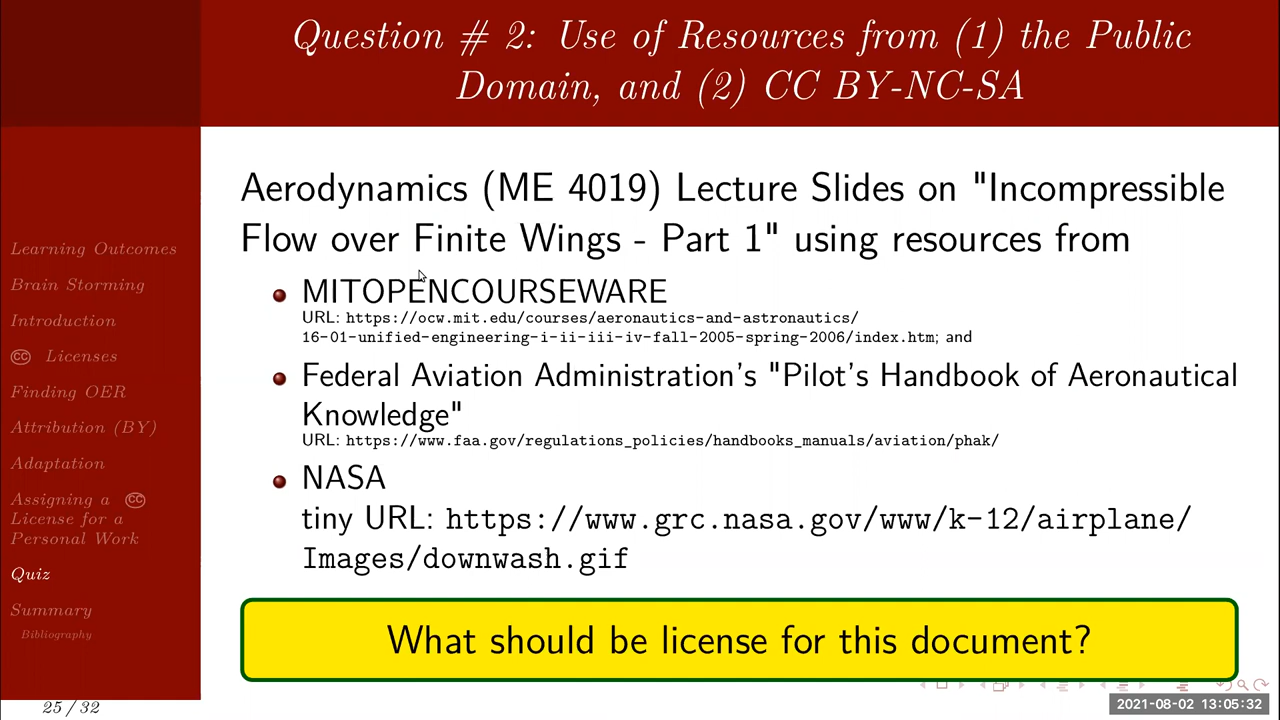 Question # 2: Use of Resources from (1) the Public
Domain, and (2) CC BY-NC-SA
Learning Outcomes
Brain Storming
Introduction
cc Licenses
Finding OER
Attribution (BY)
Adaptation
Assigning a cc
License for a
Personal Work
Quiz
Summary
Bibliography
Aerodynamics (ME 4019) Lecture Slides on "Incompressible
Flow over Finite Wings - Part 1" using resources from
MITOPENCOURSEWARE
URL: https://ocw.mit.edu/courses/aeronautics-and-astronautics/
16-01-unified-engineering-i-ii-iii-iv-fall-2005-spring-2006/index.htm; and
Federal Aviation Administration's "Pilot's Handbook of Aeronautical
Knowledge"
URL: https://www.faa.gov/regulations_policies/handbooks_manuals/aviation/phak/
NASA
tiny URL: https://www.grc.nasa.gov/www/k-12/airplane/
Images/downwash.gif
What should be license for this document?
25 / 32
2021-08-02 13:05:32